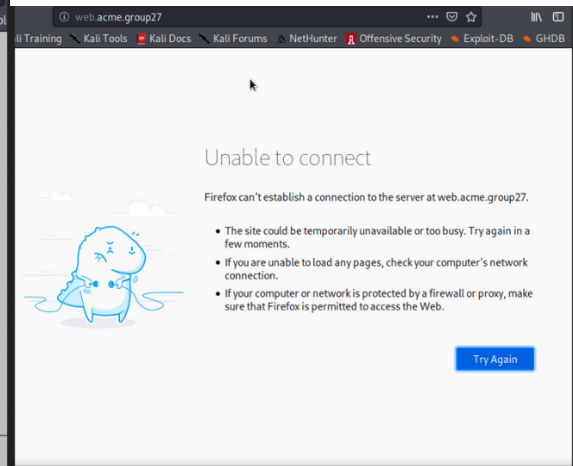 web.acme.group27
li Training Kali Tools Kali Docs Kali Forums NetHunter Offensive Security Exploit-DB GHDB
Unable to connect
Firefox can't establish a connection to the server at web.acme.group27.
The site could be temporarily unavailable or too busy. Try again in a
few moments.
If you are unable to load any pages, check your computer's network
connection.
If your computer or network is protected by a firewall or proxy, make
sure that Firefox is permitted to access the Web.
Try Again